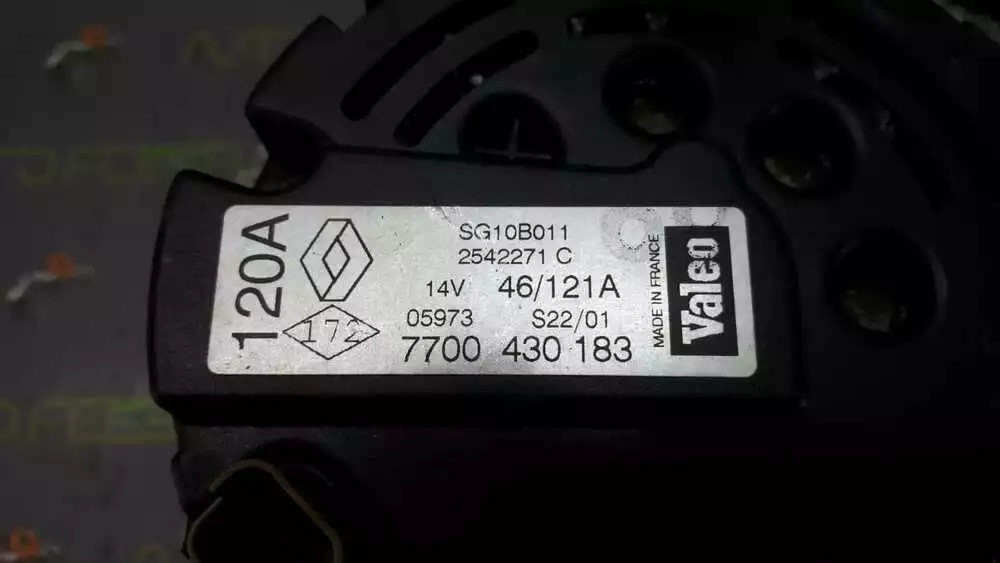 120A
172
SG10B011
2542271 C
14V 46/121A
05973 S22/01
7700 430 183
MADE IN FRANCE
Valeo